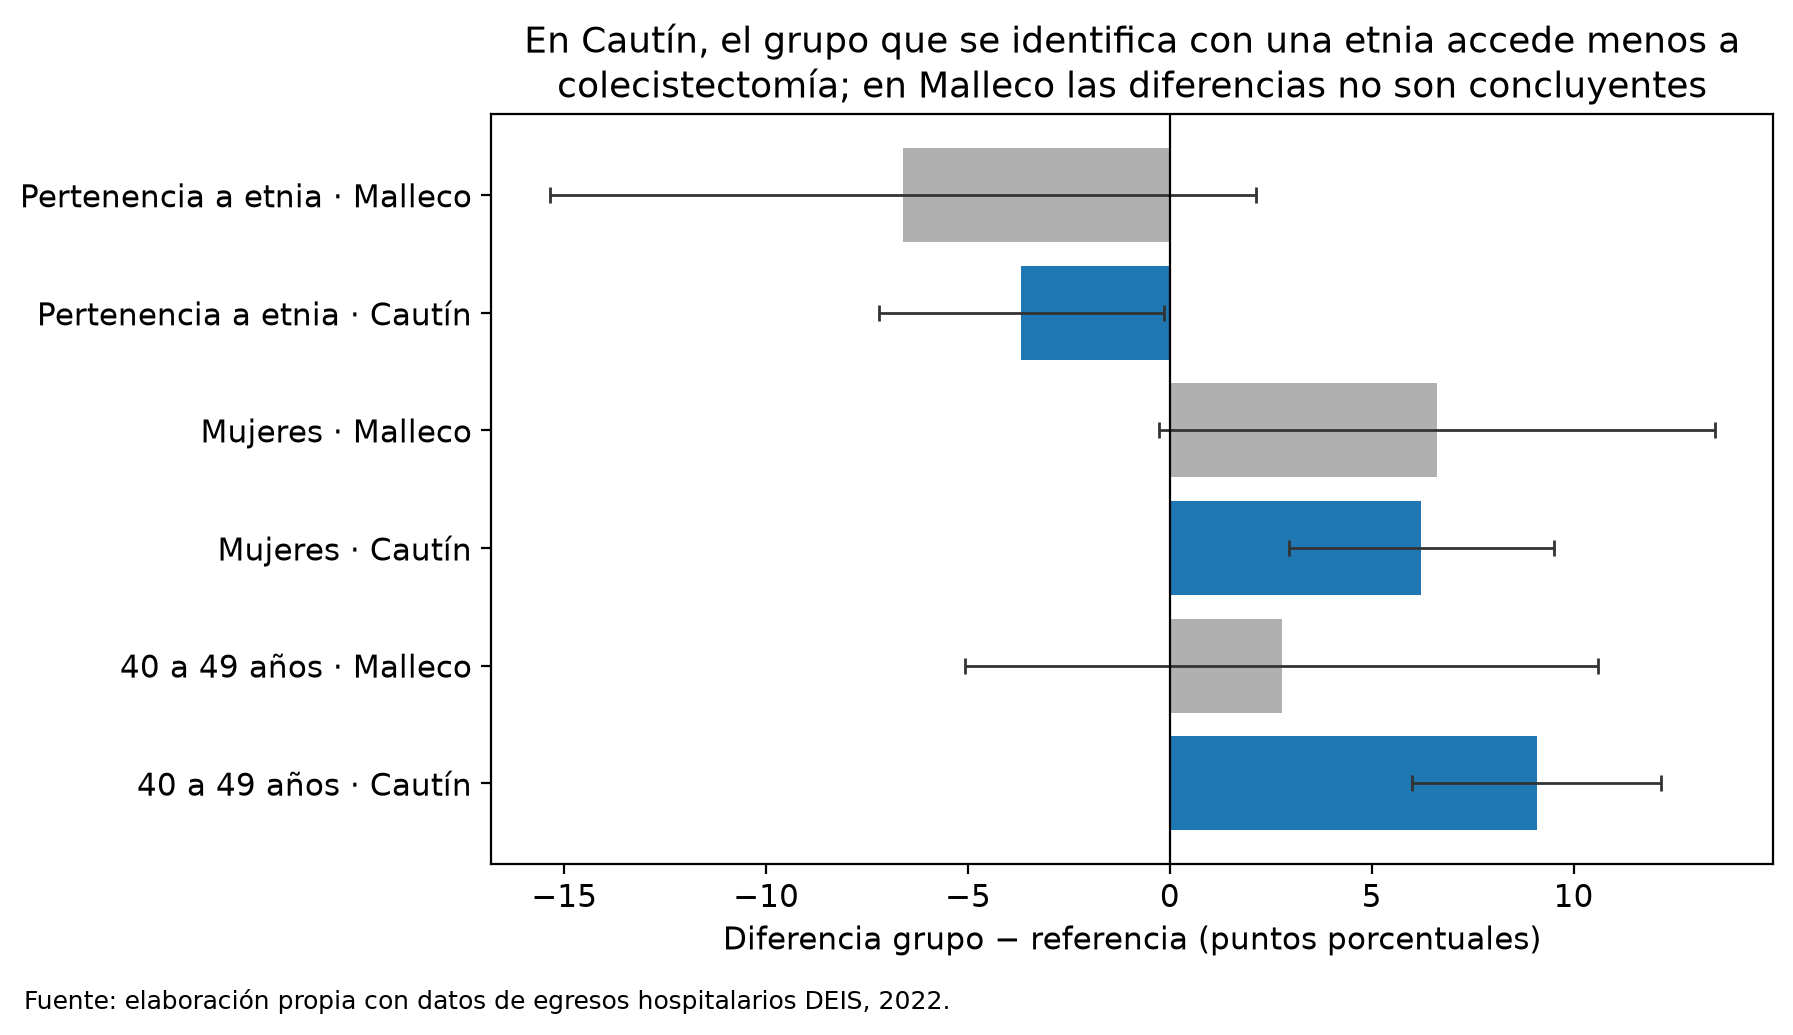 En Cautín, el grupo que se identifica con una etnia accede menos a
colecistectomía; en Malleco las diferencias no son concluyentes
Pertenencia a etnia · Malleco
Pertenencia a etnia · Cautín
Mujeres · Malleco
Mujeres · Cautín
40 a 49 años · Malleco
40 a 49 años · Cautín
−15 −10 −5 0 5 10
Diferencia grupo − referencia (puntos porcentuales)
Fuente: elaboración propia con datos de egresos hospitalarios DEIS, 2022.